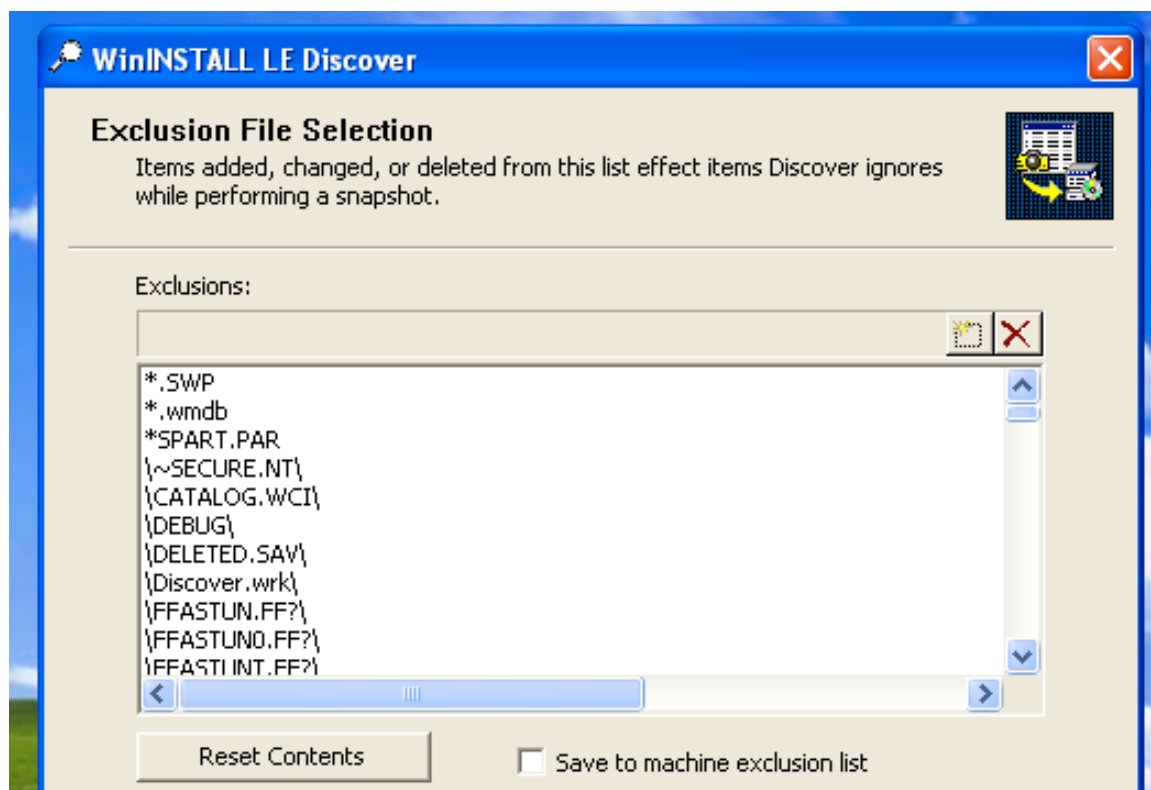 WinINSTALL LE Discover
Exclusion File Selection
Items added, changed, or deleted from this list effect items Discover ignores
while performing a snapshot.
Exclusions:
*.SWP
*.wmdb
*SPART.PAR
\~SECURE.NT\
\CATALOG.WCI\
\DEBUG\
\DELETED.SAV\
\Discover.wrk\
\FFASTUN.FF?\
\FFASTUN0.FF?\
\FFASTUNT.FF?\
Reset Contents
Save to machine exclusion list